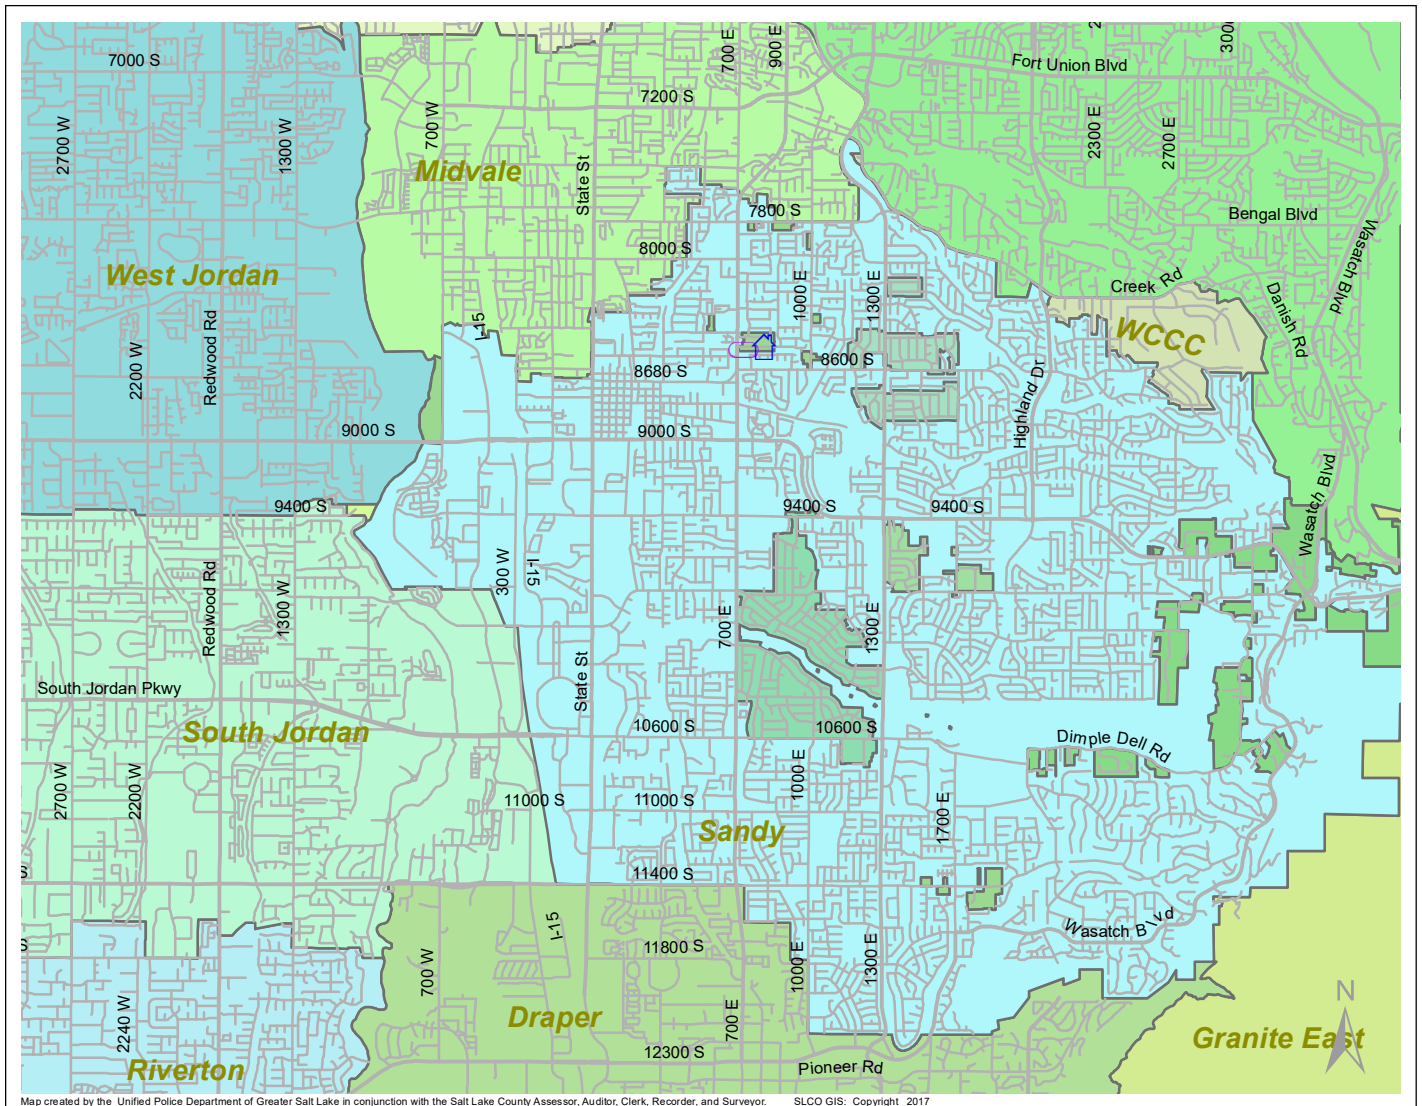 7000 S
700 E
900 E
2
3000
Fort Union Blvd
7200 S
2700 W
1300 W
700 W
2300 E
2700 E
Midvale
State St
7800 S
Bengal Blvd
Wasatch Blvd
8000 S
West Jordan
1000 E
1300 E
Creek Rd
Danish Rd
I-15
Redwood Rd
WCCC
2200 W
8680 S
8600 S
Highland Dr
9000 S
9000 S
9400 S
9400 S
9400 S
Wasatch Blvd
300 W
I-15
Redwood Rd
1300 W
700 E
1300 E
South Jordan Pkwy
State St
South Jordan
10600 S
10600 S
Dimple Dell Rd
2700 W
2200 W
1000 E
11000 S
11000 S
1700 E
Sandy
11400 S
S
Wasatch Blvd
I-15
S
11800 S
700 W
1000 E
1300 E
N
2240 W
Draper
700 E
Granite East
12300 S
Pioneer Rd
Riverton
Map created by the Unified Police Department of Greater Salt Lake in conjunction with the Salt Lake County Assessor, Auditor, Clerk, Recorder, and Surveyor. SLCO GIS: Copyright 2017